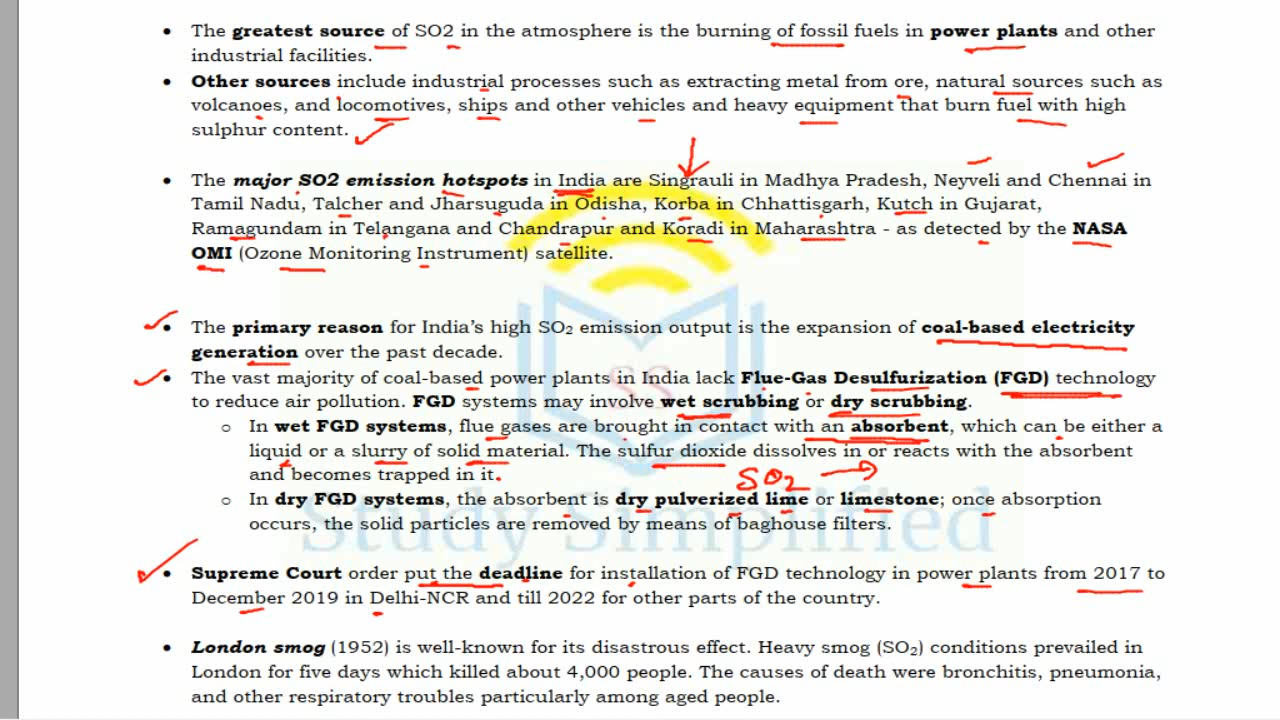 • The greatest source of SO2 in the atmosphere is the burning of fossil fuels in power plants and other
industrial facilities.
• Other sources include industrial processes such as extracting metal from ore, natural sources such as
volcanoes, and locomotives, ships and other vehicles and heavy equipment that burn fuel with high
sulphur content.
• The major SO2 emission hotspots in India are Singrauli in Madhya Pradesh, Neyveli and Chennai in
Tamil Nadu, Talcher and Jharsuguda in Odisha, Korba in Chhattisgarh, Kutch in Gujarat,
Ramagundam in Telangana and Chandrapur and Koradi in Maharashtra - as detected by the NASA
OMI (Ozone Monitoring Instrument) satellite.
• The primary reason for India's high SO₂ emission output is the expansion of coal-based electricity
generation over the past decade.
• The vast majority of coal-based power plants in India lack Flue-Gas Desulfurization (FGD) technology
to reduce air pollution. FGD systems may involve wet scrubbing or dry scrubbing.
SS
o In wet FGD systems, flue gases are brought in contact with an absorbent, which can be either a
liquid or a slurry of solid material. The sulfur dioxide dissolves in or reacts with the absorbent
and becomes trapped in it.
SO2 →
o In dry FGD systems, the absorbent is dry pulverized lime or limestone; once absorption
occurs, the solid particles are removed by means of baghouse filters.
Study Simplified
• Supreme Court order put the deadline for installation of FGD technology in power plants from 2017 to
December 2019 in Delhi-NCR and till 2022 for other parts of the country.
• London smog (1952) is well-known for its disastrous effect. Heavy smog (SO₂) conditions prevailed in
London for five days which killed about 4,000 people. The causes of death were bronchitis, pneumonia,
and other respiratory troubles particularly among aged people.